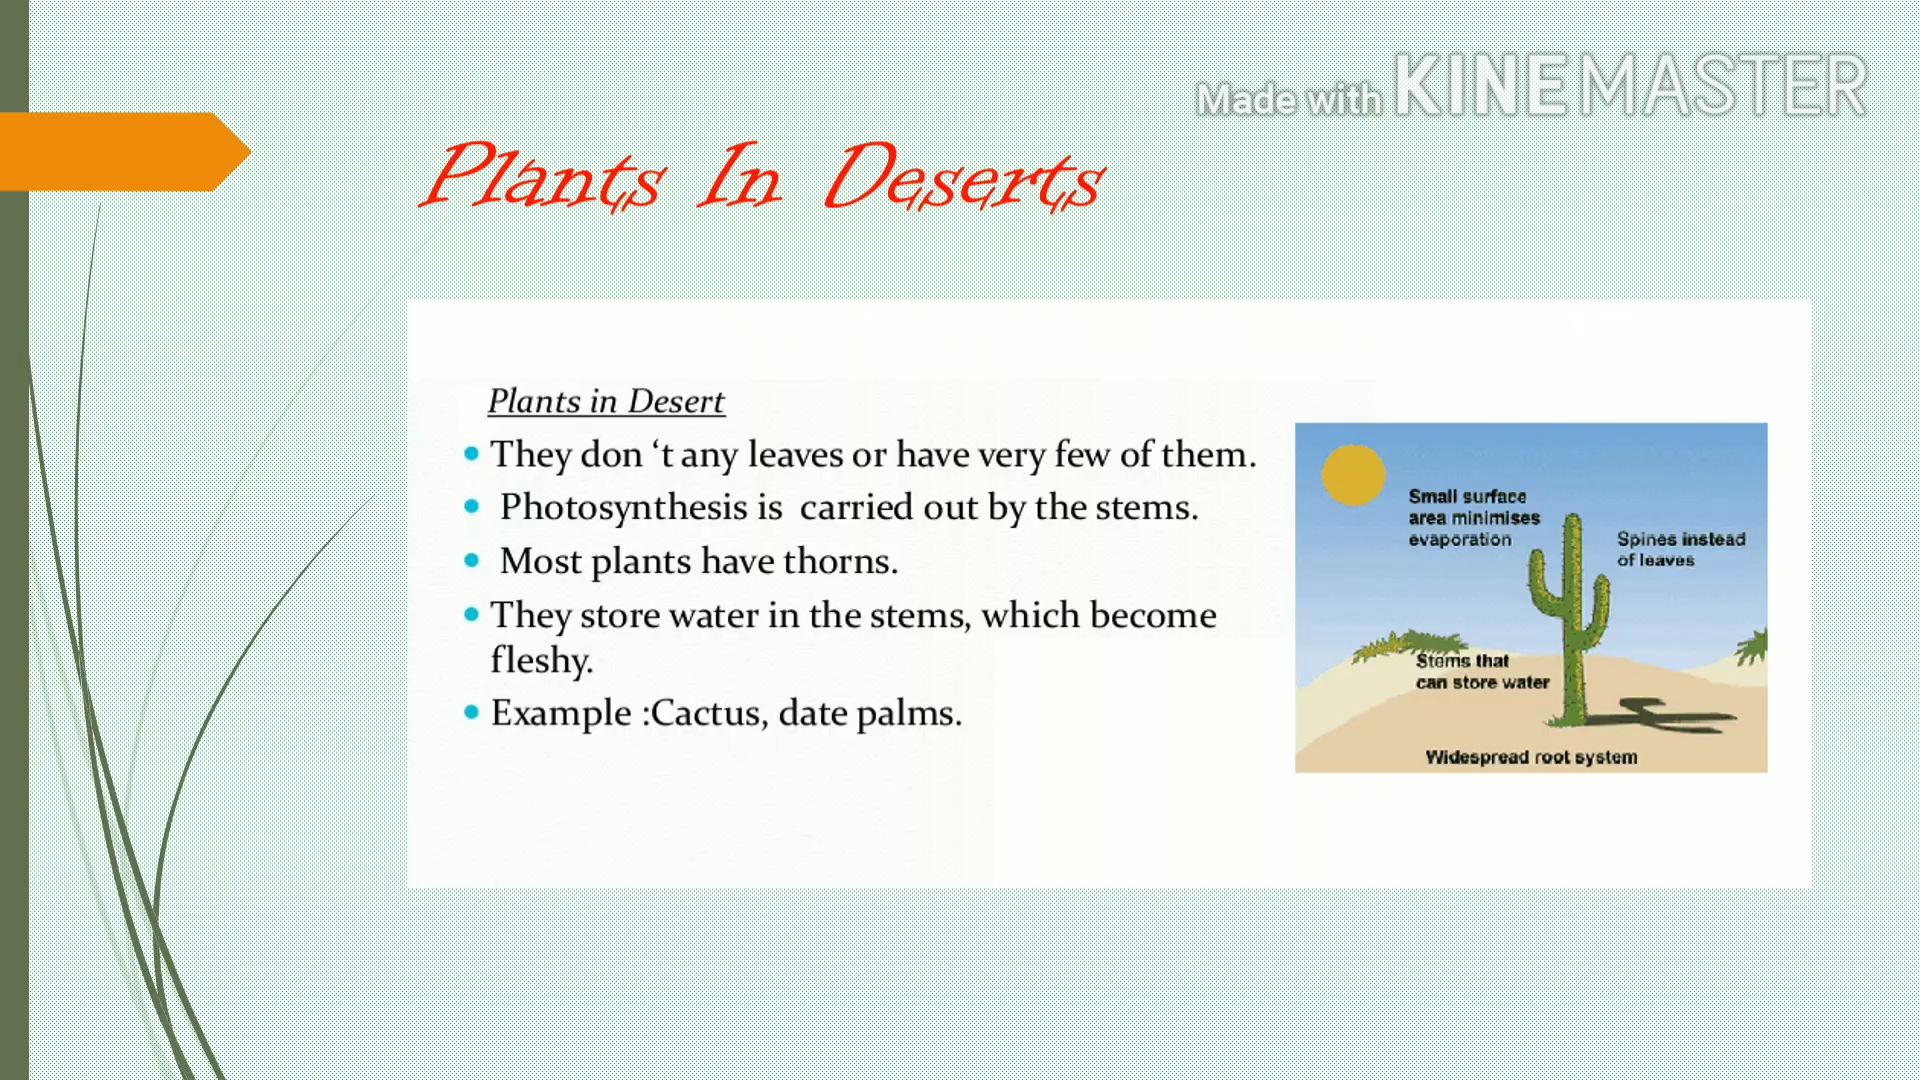 Made with KINEMASTER
Plants In Deserts
Plants in Desert
• They don ‘t any leaves or have very few of them.
• Photosynthesis is carried out by the stems.
• Most plants have thorns.
• They store water in the stems, which become
fleshy.
• Example :Cactus, date palms.
Small surface
area minimises
evaporation
Spines instead
of leaves
Stems that
can store water
Widespread root system